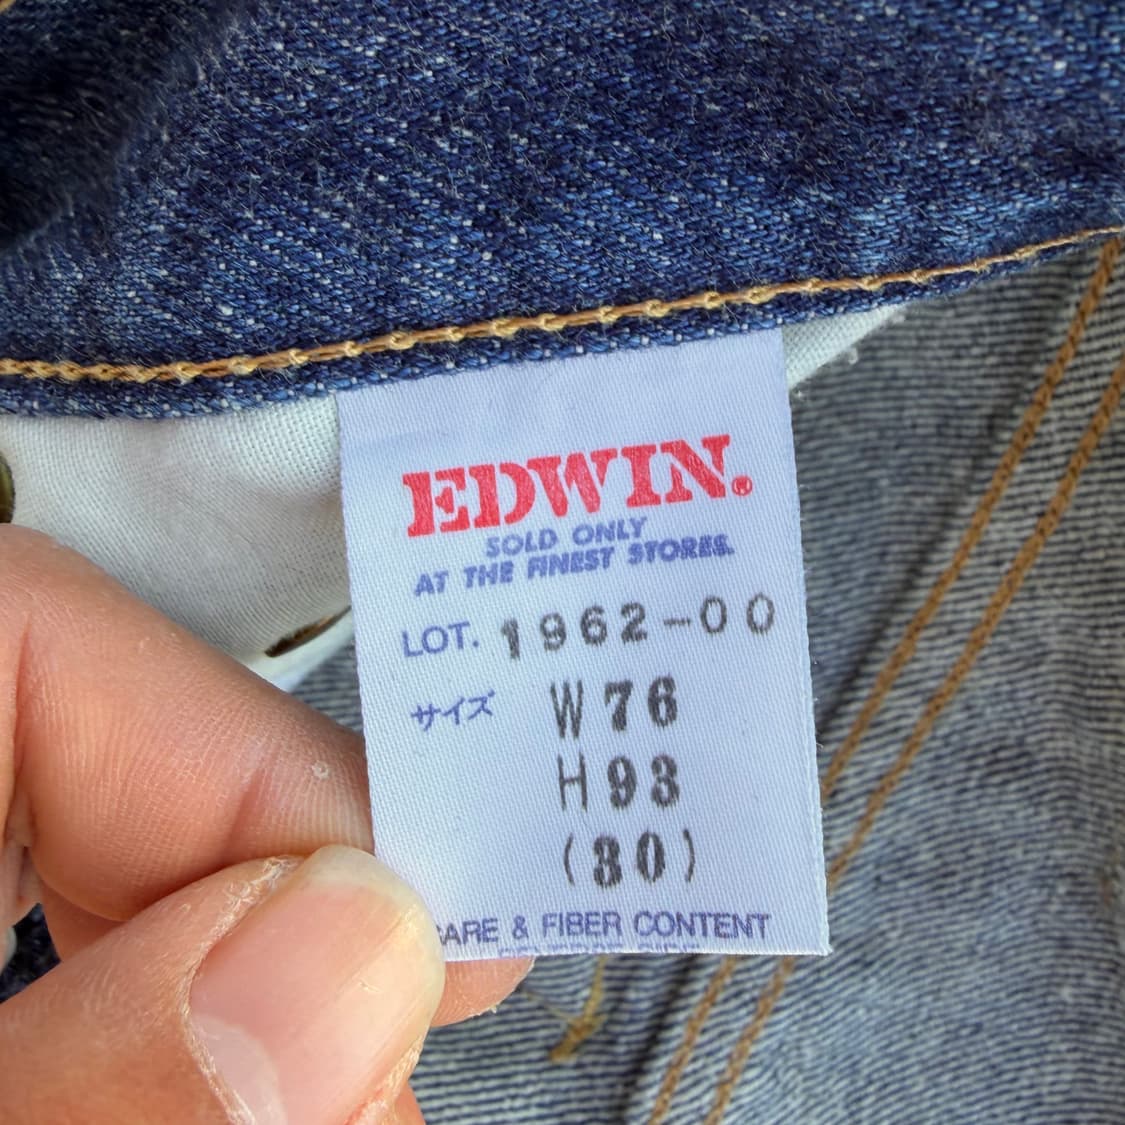 EDWIN.®
SOLD ONLY
AT THE FINEST STORES.
LOT. 1962-00
サイズ W76
H93
(30)
CARE & FIBER CONTENT